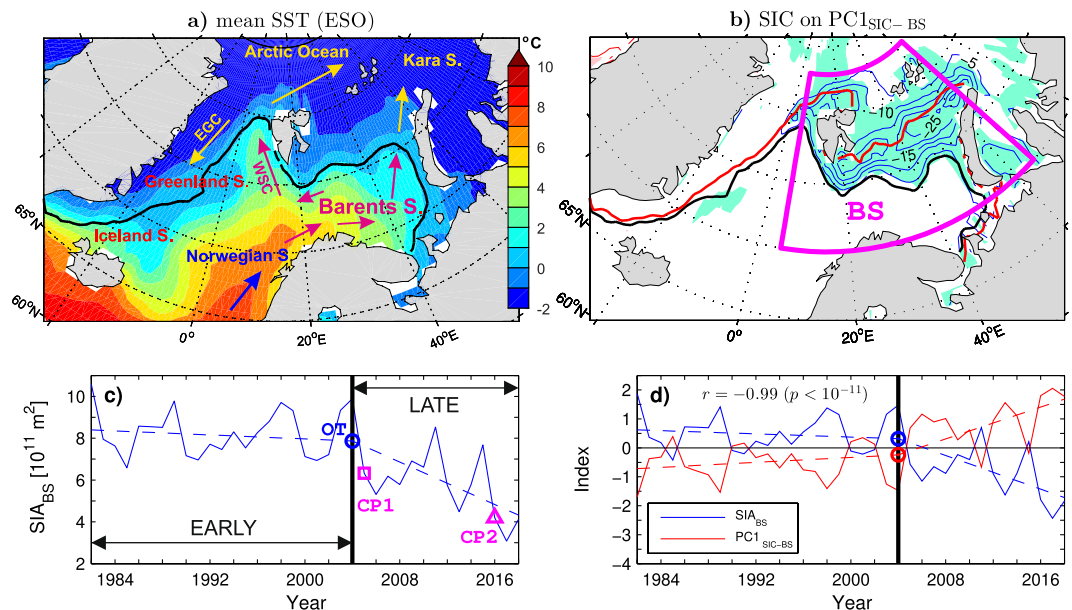 a) mean SST (ESO)
b) SIC on PC1SIC− BS
°C
Arctic Ocean
Kara S.
EGC
Greenland S.
WSC
Barents S.
Iceland S.
Norwegian S.
65°N
60°N
0°
20°E
40°E
10
8
6
4
2
0
-2
-5
-10
-25
-15
BS
65°N
60°N
0°
20°E
40°E
c)
LATE
OT
CP1
CP2
EARLY
SIABS [10¹¹ m²]
10
8
6
4
2
0
1984
1992
2000
2008
2016
Year
d)
r = −0.99 (p < 10⁻¹¹)
Index
2
1
0
-1
-2
-3
-4
SIABS
PC1SIC−BS
1984
1992
2000
2008
2016
Year